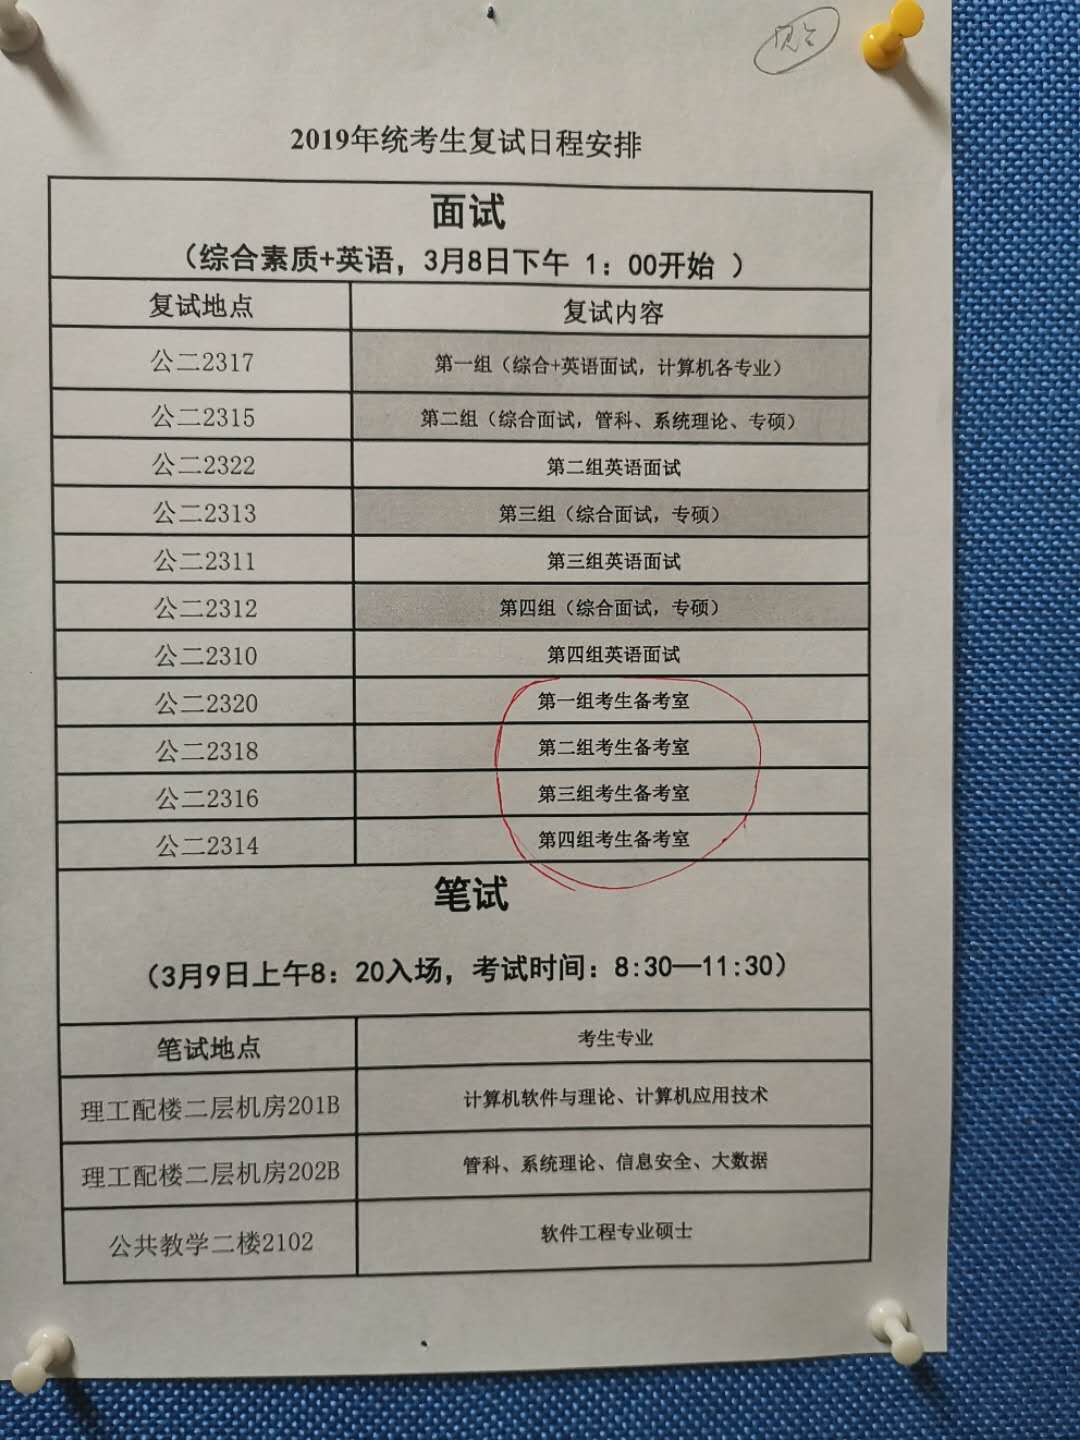 2019年统考生复试日程安排
面试
（综合素质+英语，3月8日下午 1：00开始 ）
复试地点 复试内容
公二2317 第一组（综合+英语面试，计算机各专业）
公二2315 第二组（综合面试，管科、系统理论、专硕）
公二2322 第二组英语面试
公二2313 第三组（综合面试，专硕）
公二2311 第三组英语面试
公二2312 第四组（综合面试，专硕）
公二2310 第四组英语面试
公二2320 第一组考生备考室
公二2318 第二组考生备考室
公二2316 第三组考生备考室
公二2314 第四组考生备考室
笔试
（3月9日上午8：20入场，考试时间：8:30—11:30）
笔试地点 考生专业
理工配楼二层机房201B 计算机软件与理论、计算机应用技术
理工配楼二层机房202B 管科、系统理论、信息安全、大数据
公共教学二楼2102 软件工程专业硕士